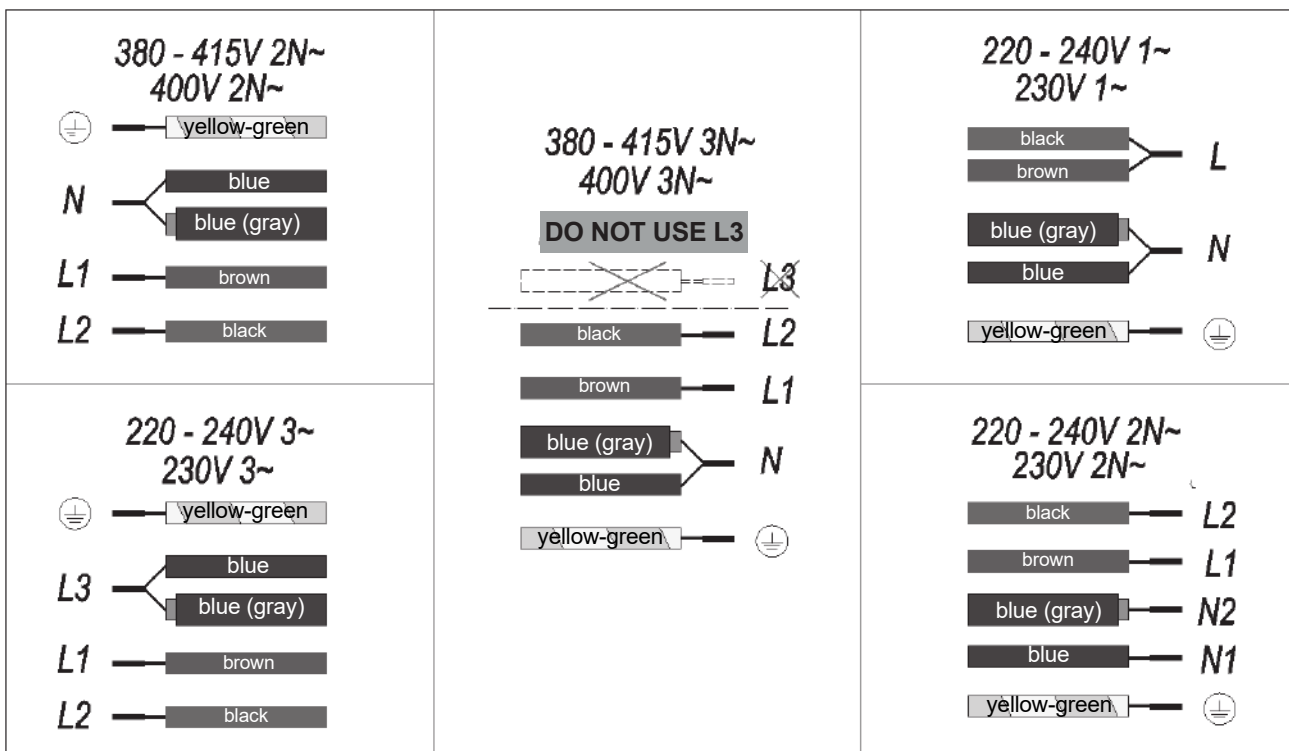 380 - 415V 2N~
400V 2N~
yellow-green
N
blue
blue (gray)
L1
brown
L2
black
220 - 240V 3~
230V 3~
yellow-green
L3
blue
blue (gray)
L1
brown
L2
black
380 - 415V 3N~
400V 3N~
DO NOT USE L3
L3
black
L2
brown
L1
blue (gray)
N
blue
yellow-green
220 - 240V 1~
230V 1~
black
L
brown
blue (gray)
N
blue
yellow-green
220 - 240V 2N~
230V 2N~
black
L2
brown
L1
blue (gray)
N2
blue
N1
yellow-green